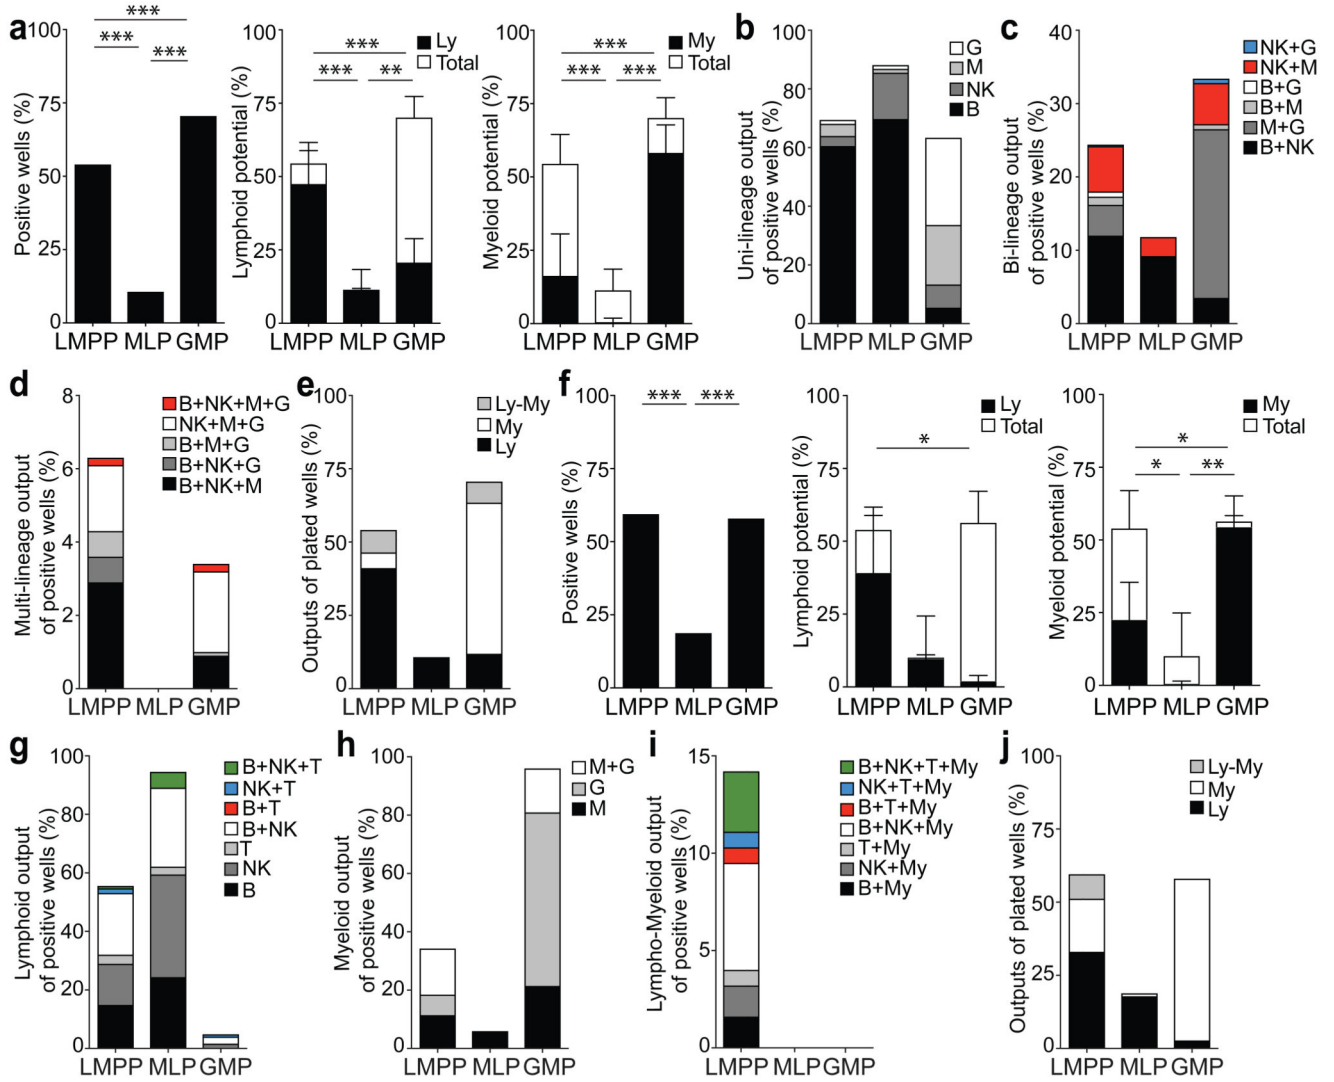 a
Positive wells (%)
100
75
50
25
0
***
***
***
LMPP MLP GMP
Lymphoid potential (%)
100
75
50
25
0
***
***
**
Ly
Total
LMPP MLP GMP
Myeloid potential (%)
100
75
50
25
0
***
***
***
My
Total
LMPP MLP GMP
b
Uni-lineage output
of positive wells (%)
100
80
60
40
20
0
G
M
NK
B
LMPP MLP GMP
c
Bi-lineage output
of positive wells (%)
40
30
20
10
0
NK+G
NK+M
B+G
B+M
M+G
B+NK
LMPP MLP GMP
d
Multi-lineage output
of positive wells (%)
8
6
4
2
0
B+NK+M+G
NK+M+G
B+M+G
B+NK+G
B+NK+M
LMPP MLP GMP
e
Outputs of plated wells (%)
100
75
50
25
0
Ly-My
My
Ly
LMPP MLP GMP
f
Positive wells (%)
100
75
50
25
0
***
***
LMPP MLP GMP
Lymphoid potential (%)
100
75
50
25
0
*
Ly
Total
LMPP MLP GMP
Myeloid potential (%)
100
75
50
25
0
*
*
**
My
Total
LMPP MLP GMP
g
Lymphoid output
of positive wells (%)
100
80
60
40
20
0
B+NK+T
NK+T
B+T
B+NK
T
NK
B
LMPP MLP GMP
h
Myeloid output
of positive wells (%)
100
80
60
40
20
0
M+G
G
M
LMPP MLP GMP
i
Lympho-Myeloid output
of positive wells (%)
15
10
5
0
B+NK+T+My
NK+T+My
B+T+My
B+NK+My
T+My
NK+My
B+My
LMPP MLP GMP
j
Outputs of plated wells (%)
100
75
50
25
0
Ly-My
My
Ly
LMPP MLP GMP